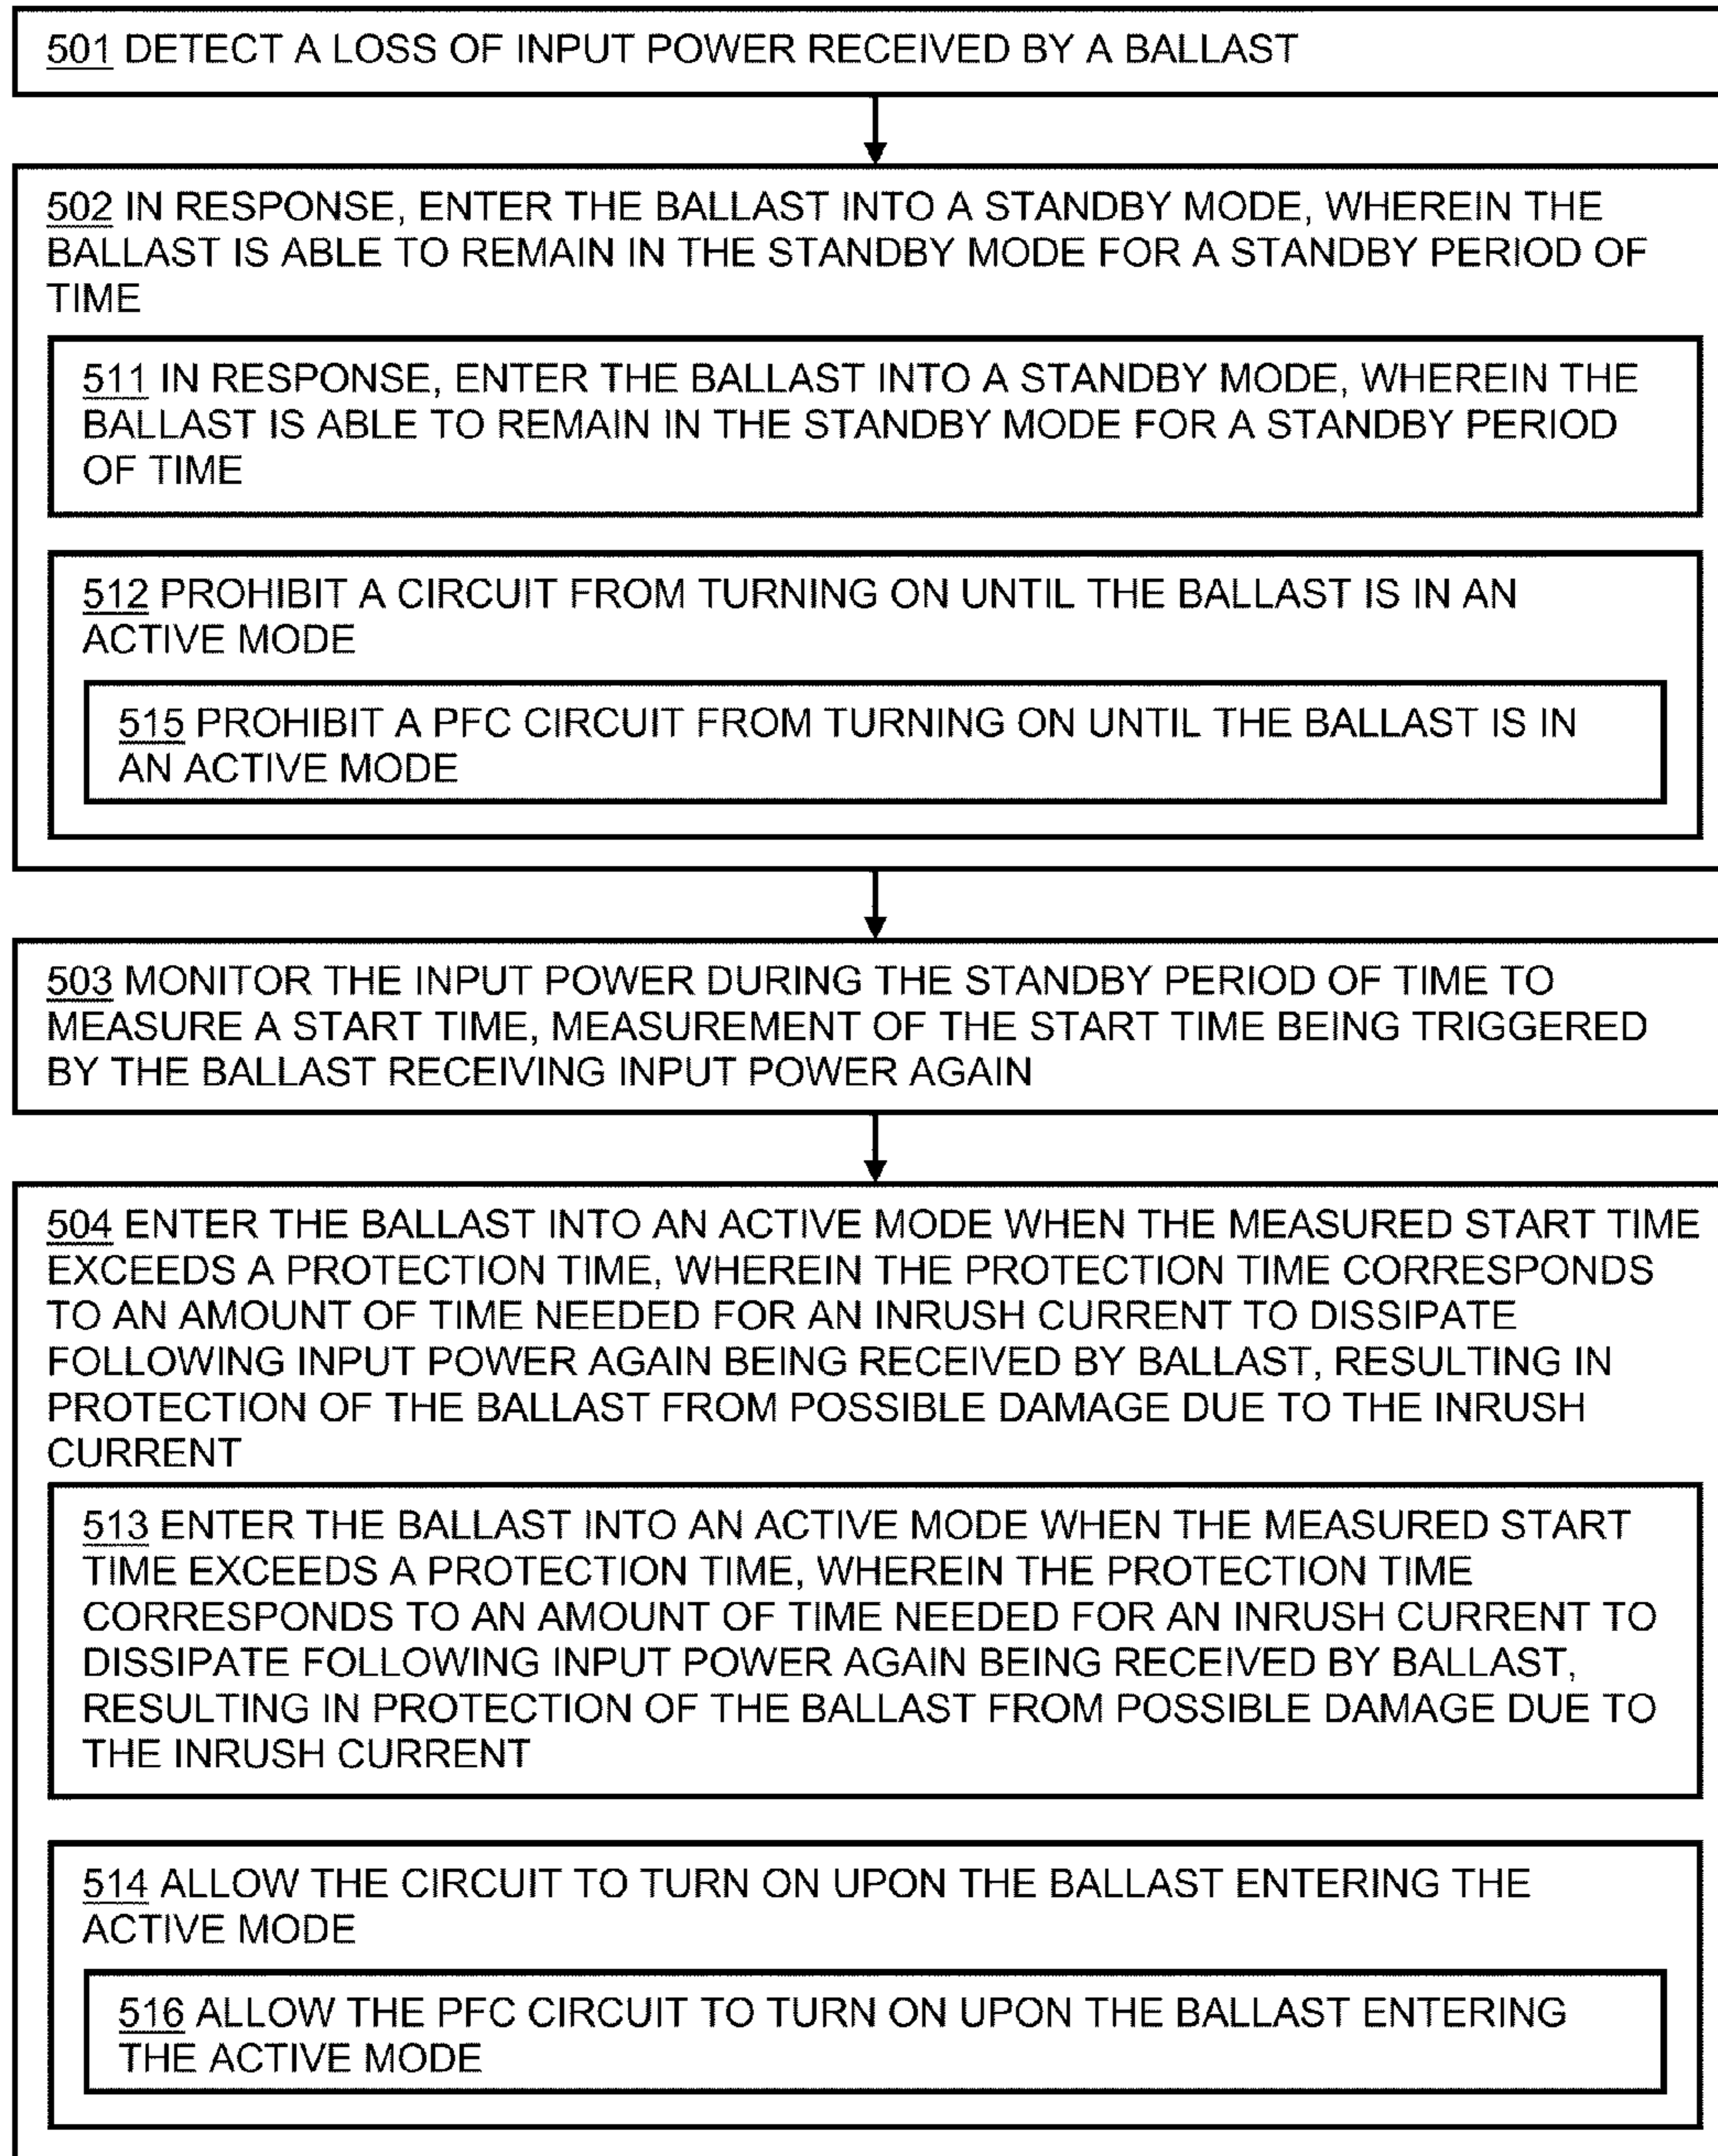 501 DETECT A LOSS OF INPUT POWER RECEIVED BY A BALLAST
502 IN RESPONSE, ENTER THE BALLAST INTO A STANDBY MODE, WHEREIN THE
BALLAST IS ABLE TO REMAIN IN THE STANDBY MODE FOR A STANDBY PERIOD OF
TIME
511 IN RESPONSE, ENTER THE BALLAST INTO A STANDBY MODE, WHEREIN THE
BALLAST IS ABLE TO REMAIN IN THE STANDBY MODE FOR A STANDBY PERIOD
OF TIME
512 PROHIBIT A CIRCUIT FROM TURNING ON UNTIL THE BALLAST IS IN AN
ACTIVE MODE
515 PROHIBIT A PFC CIRCUIT FROM TURNING ON UNTIL THE BALLAST IS IN
AN ACTIVE MODE
503 MONITOR THE INPUT POWER DURING THE STANDBY PERIOD OF TIME TO
MEASURE A START TIME, MEASUREMENT OF THE START TIME BEING TRIGGERED
BY THE BALLAST RECEIVING INPUT POWER AGAIN
504 ENTER THE BALLAST INTO AN ACTIVE MODE WHEN THE MEASURED START TIME
EXCEEDS A PROTECTION TIME, WHEREIN THE PROTECTION TIME CORRESPONDS
TO AN AMOUNT OF TIME NEEDED FOR AN INRUSH CURRENT TO DISSIPATE
FOLLOWING INPUT POWER AGAIN BEING RECEIVED BY BALLAST, RESULTING IN
PROTECTION OF THE BALLAST FROM POSSIBLE DAMAGE DUE TO THE INRUSH
CURRENT
513 ENTER THE BALLAST INTO AN ACTIVE MODE WHEN THE MEASURED START
TIME EXCEEDS A PROTECTION TIME, WHEREIN THE PROTECTION TIME
CORRESPONDS TO AN AMOUNT OF TIME NEEDED FOR AN INRUSH CURRENT TO
DISSIPATE FOLLOWING INPUT POWER AGAIN BEING RECEIVED BY BALLAST,
RESULTING IN PROTECTION OF THE BALLAST FROM POSSIBLE DAMAGE DUE TO
THE INRUSH CURRENT
514 ALLOW THE CIRCUIT TO TURN ON UPON THE BALLAST ENTERING THE
ACTIVE MODE
516 ALLOW THE PFC CIRCUIT TO TURN ON UPON THE BALLAST ENTERING
THE ACTIVE MODE